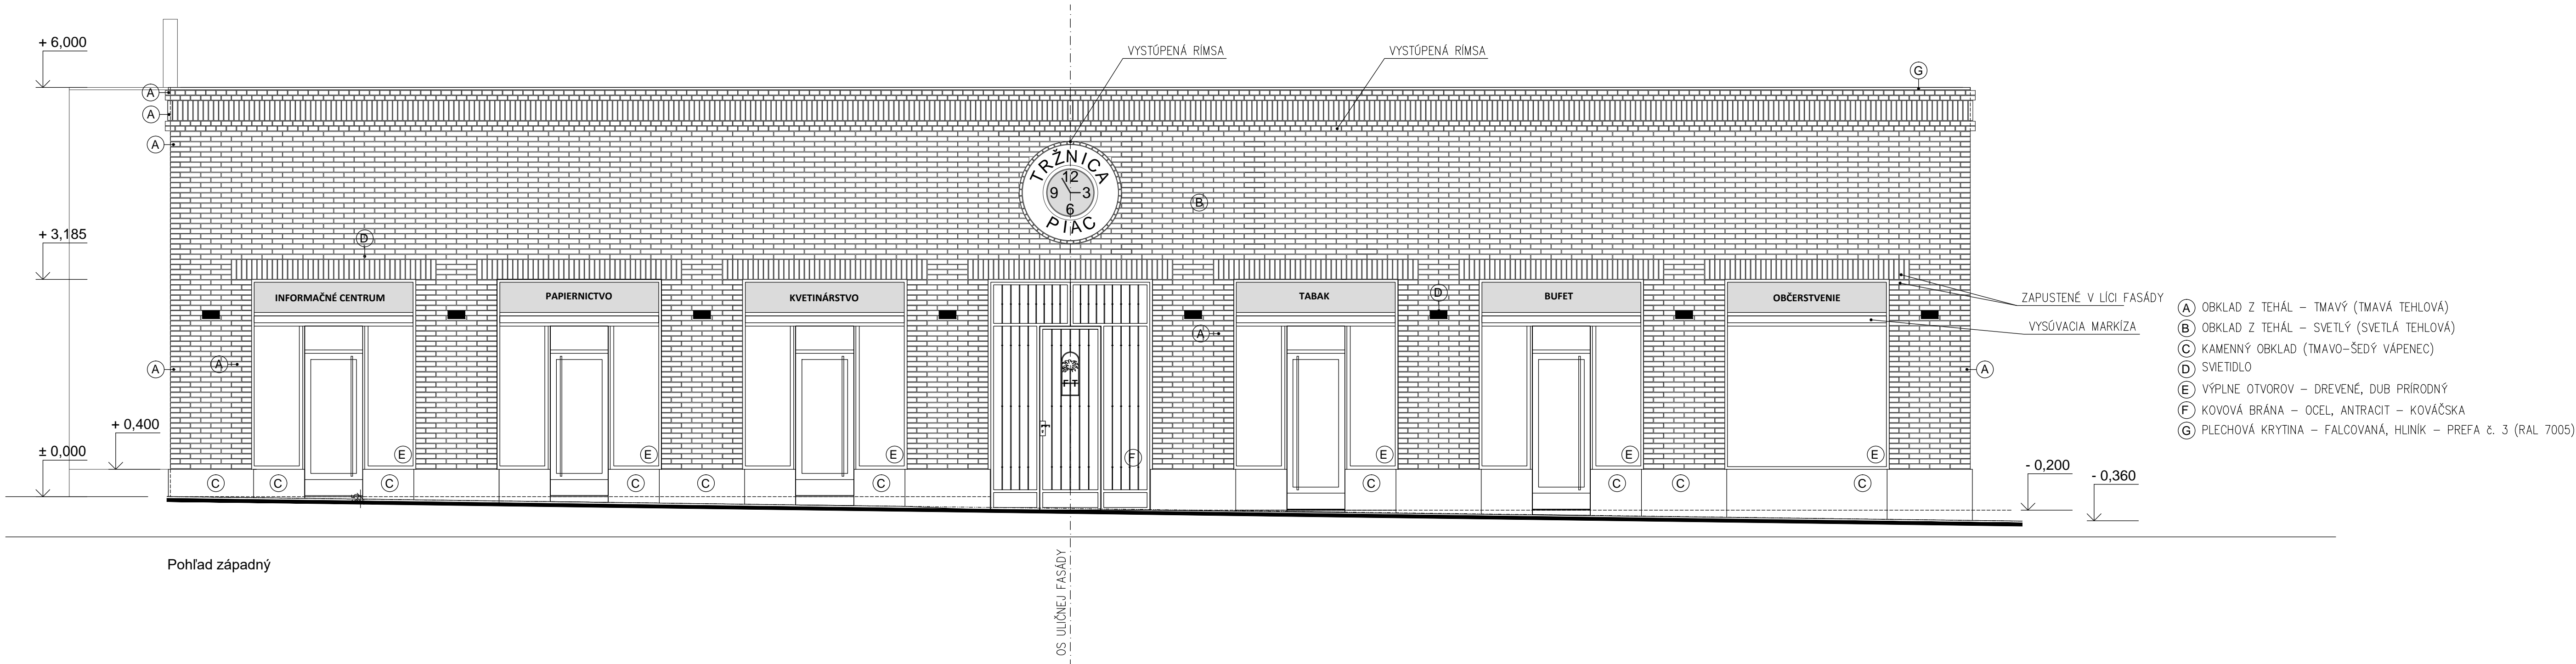 VYSTÚPENÁ RÍMSA
VYSTÚPENÁ RÍMSA
+ 6,000
G
A
A
A
TRŽNICA
12
9 3
6
PIAC
B
+ 3,185
D
INFORMAČNÉ CENTRUM
PAPIERNICTVO
KVETINÁRSTVO
TABAK
D
BUFET
OBČERSTVENIE
ZAPUSTENÉ V LÍCI FASÁDY
VYSÚVACIA MARKÍZA
A OBKLAD Z TEHÁL – TMAVÝ (TMAVÁ TEHLOVÁ)
B OBKLAD Z TEHÁL – SVETLÝ (SVETLÁ TEHLOVÁ)
C KAMENNÝ OBKLAD (TMAVO–ŠEDÝ VÁPENEC)
D SVIETIDLO
E VÝPLNE OTVOROV – DREVENÉ, DUB PRÍRODNÝ
F KOVOVÁ BRÁNA – OCEL, ANTRACIT – KOVÁČSKA
G PLECHOVÁ KRYTINA – FALCOVANÁ, HLINÍK – PREFA č. 3 (RAL 7005)
A
A
A
A
F T
+ 0,400
± 0,000
E
E
E
F
E
E
E
C
C
C
C
C
C
C
C
C
C
- 0,200
- 0,360
Pohľad západný
OS ULIČNEJ FASÁDY